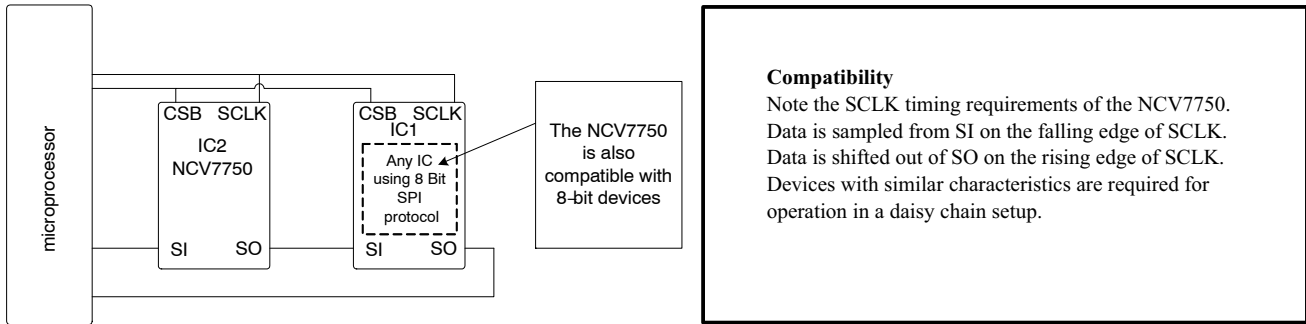 microprocessor
CSB SCLK
IC2
NCV7750
SI SO
CSB SCLK
IC1
Any IC
using 8 Bit
SPI
protocol
SI SO
The NCV7750
is also
compatible with
8-bit devices
Compatibility
Note the SCLK timing requirements of the NCV7750.
Data is sampled from SI on the falling edge of SCLK.
Data is shifted out of SO on the rising edge of SCLK.
Devices with similar characteristics are required for
operation in a daisy chain setup.